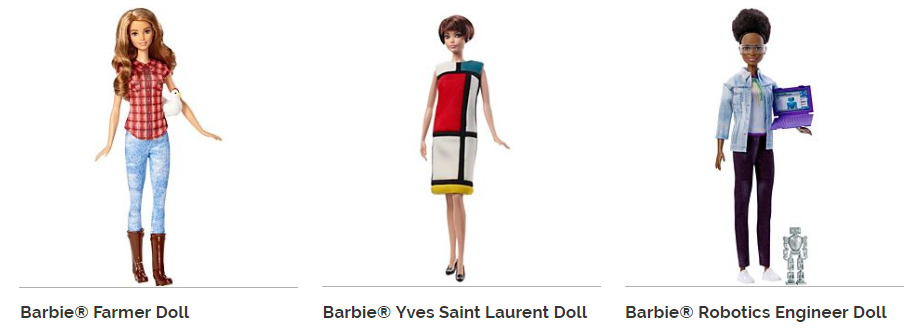 Barbie® Farmer Doll
Barbie® Yves Saint Laurent Doll
Barbie® Robotics Engineer Doll